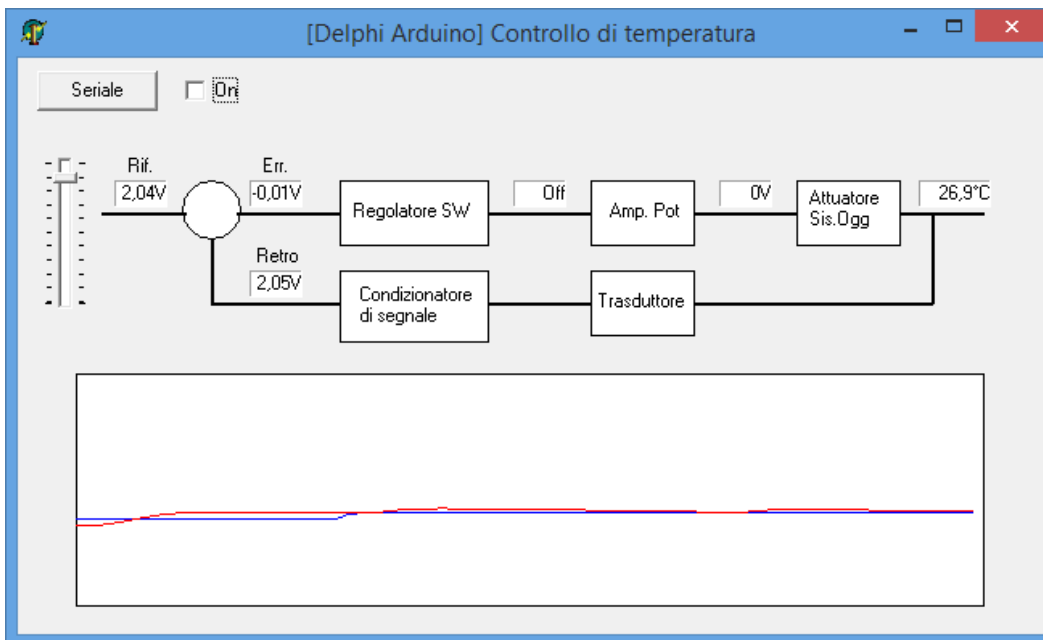 [Delphi Arduino] Controllo di temperatura
Seriale
On
Rif.
2,04V
Err.
-0,01V
Regolatore SW
Off
Amp. Pot
0V
Attuatore
Sis.Ogg
26,9°C
Retro
2,05V
Condizionatore
di segnale
Trasduttore